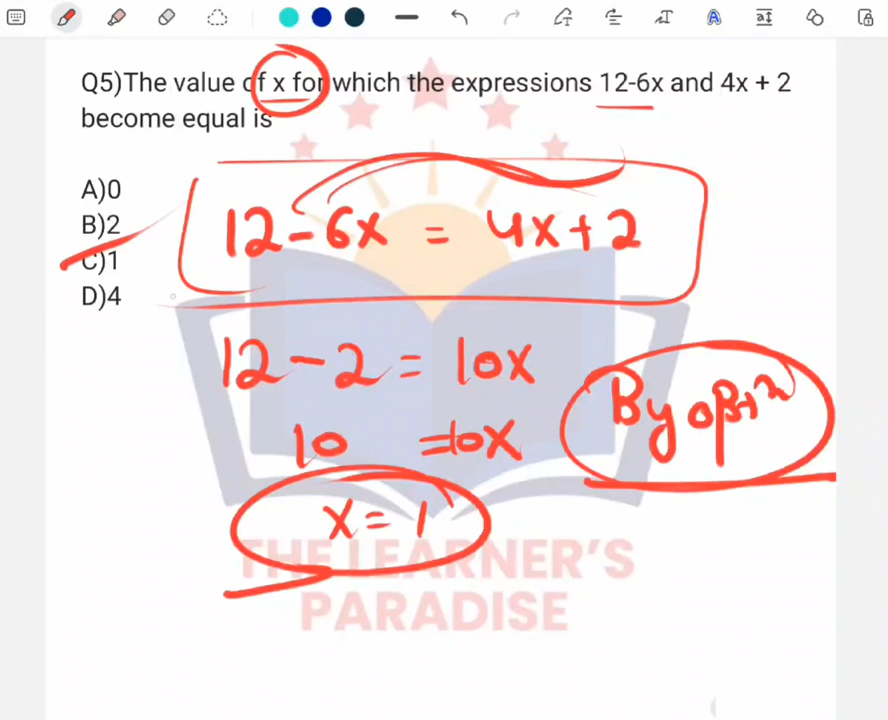 Q5)The value of x for which the expressions 12-6x and 4x + 2
become equal is
A)0
B)2
C)1
D)4
12 - 6x = 4x + 2
12 - 2 = 10x
10 = 10x
x = 1
By
THE LEARNER'S
PARADISE